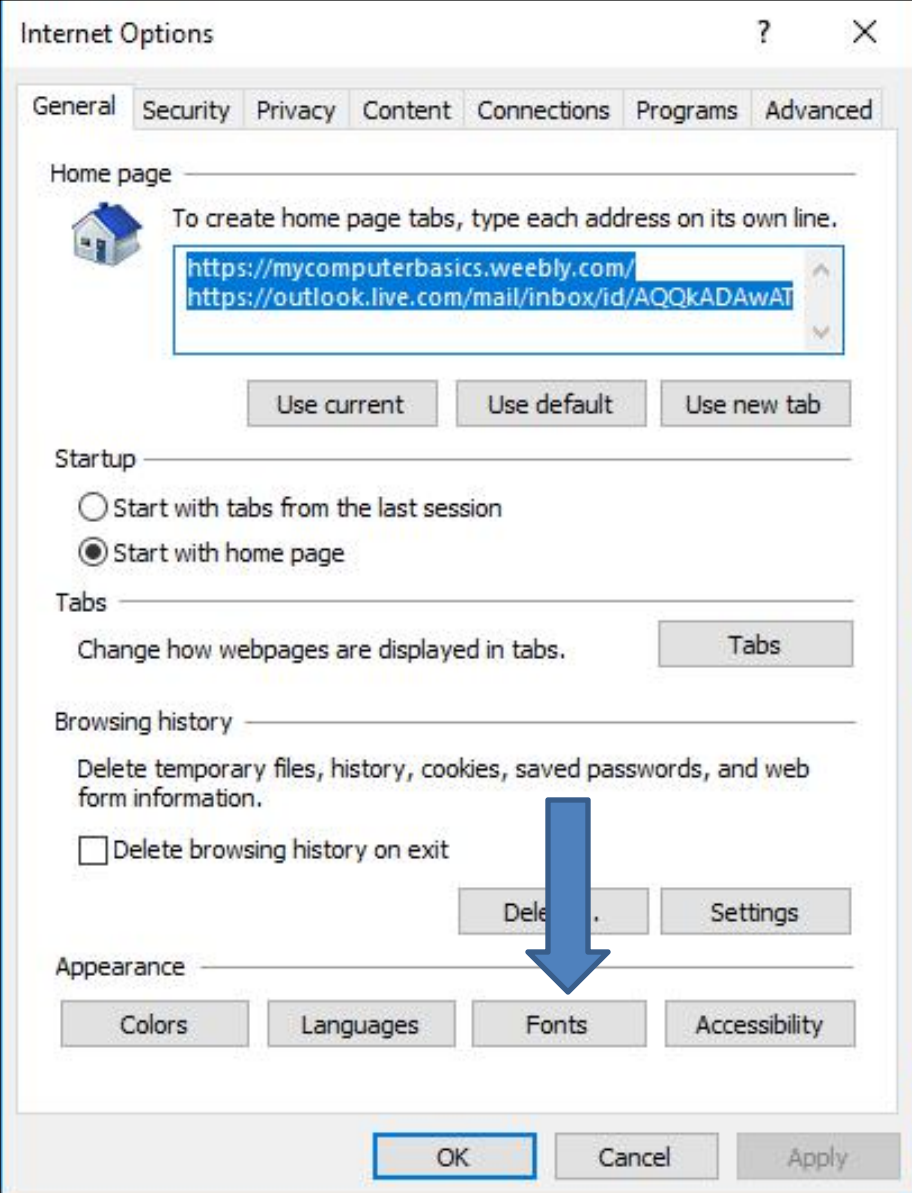 Internet Options ?
General Security Privacy Content Connections Programs Advanced
Home page
To create home page tabs, type each address on its own line.
https://mycomputerbasics.weebly.com/
https://outlook.live.com/mail/inbox/id/AQQkADAwAT
Use current Use default Use new tab
Startup
Start with tabs from the last session
Start with home page
Tabs
Change how webpages are displayed in tabs. Tabs
Browsing history
Delete temporary files, history, cookies, saved passwords, and web
form information.
Delete browsing history on exit
Settings
Appearance
Colors Languages Fonts Accessibility
OK Cancel Apply